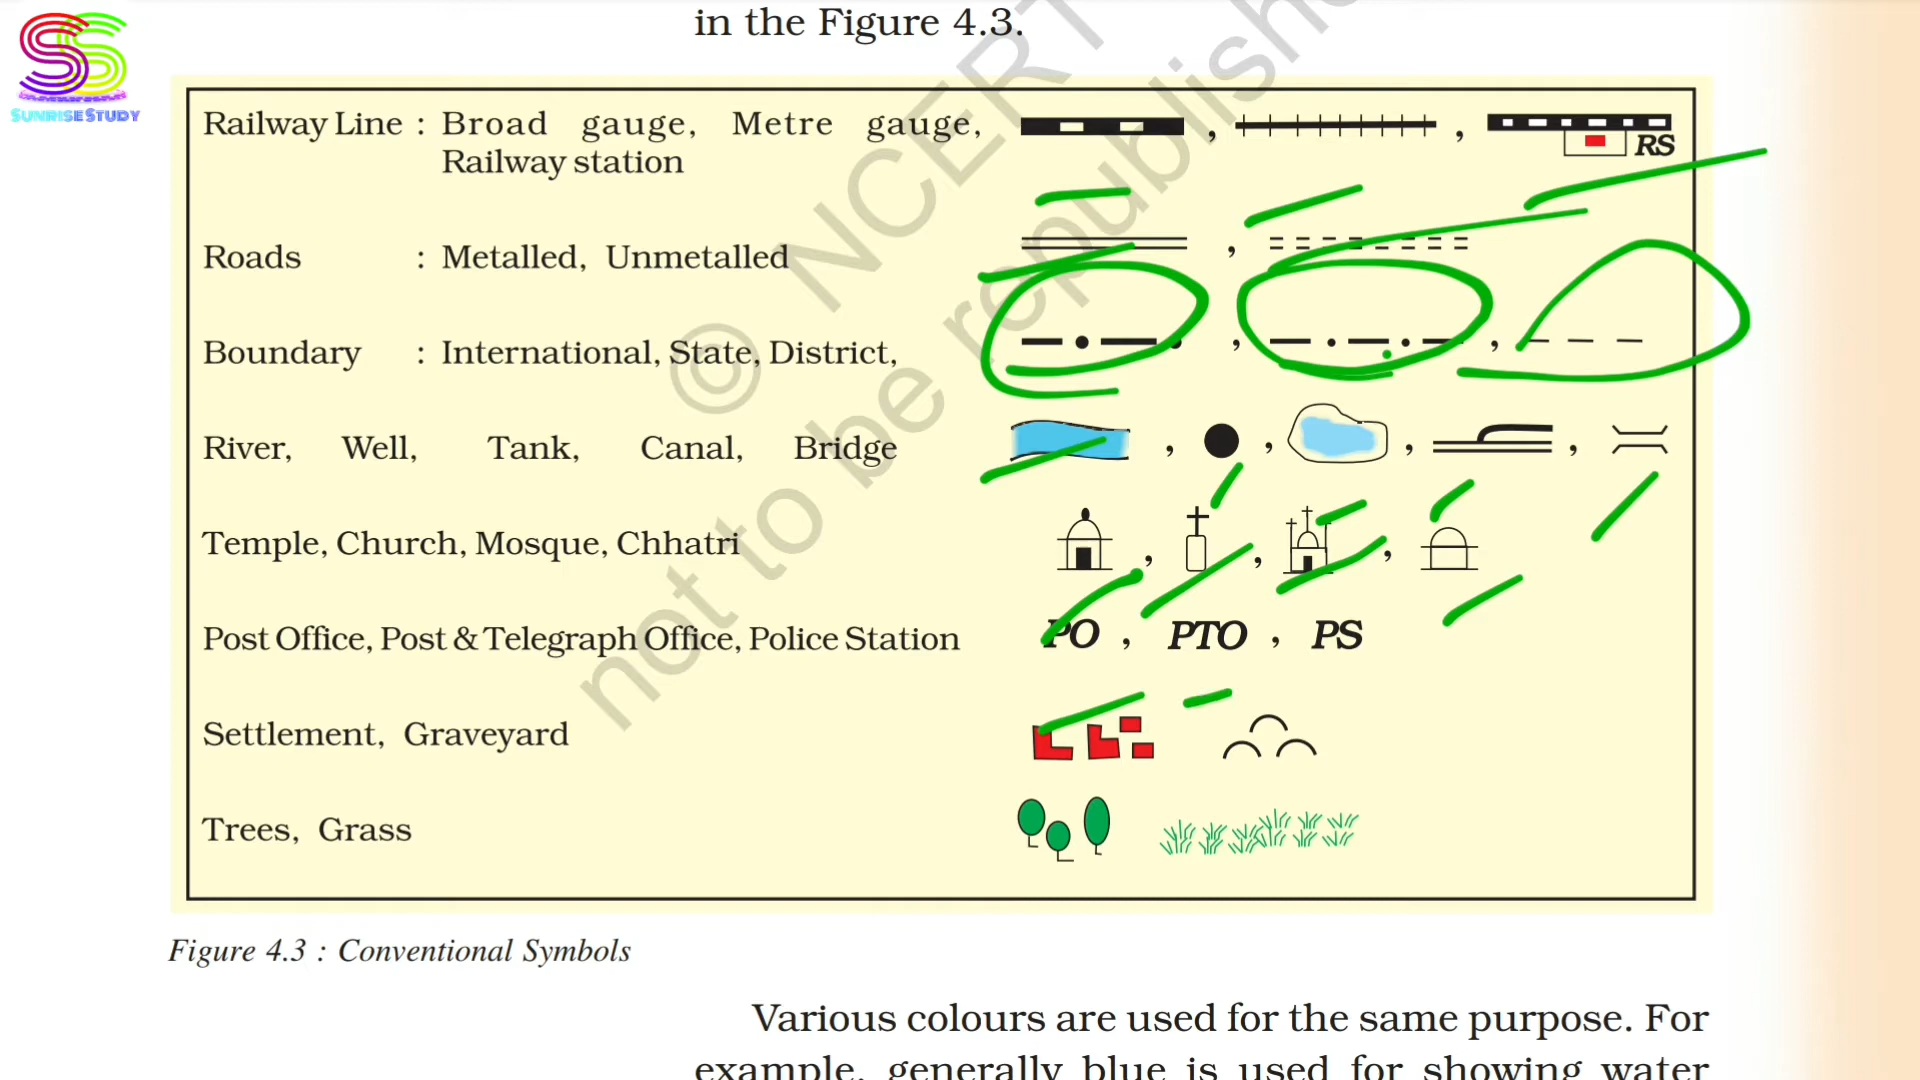 in the Figure 4.3.
SUNRISESTUDY
Railway Line : Broad gauge, Metre gauge,
Railway station
RS
Roads : Metalled, Unmetalled
Boundary : International, State, District,
River, Well, Tank, Canal, Bridge
Temple, Church, Mosque, Chhatri
Post Office, Post & Telegraph Office, Police Station PO , PTO , PS
Settlement, Graveyard
Trees, Grass
© NCERT
not to be republishe
Figure 4.3 : Conventional Symbols
Various colours are used for the same purpose. For
example, generally blue is used for showing water